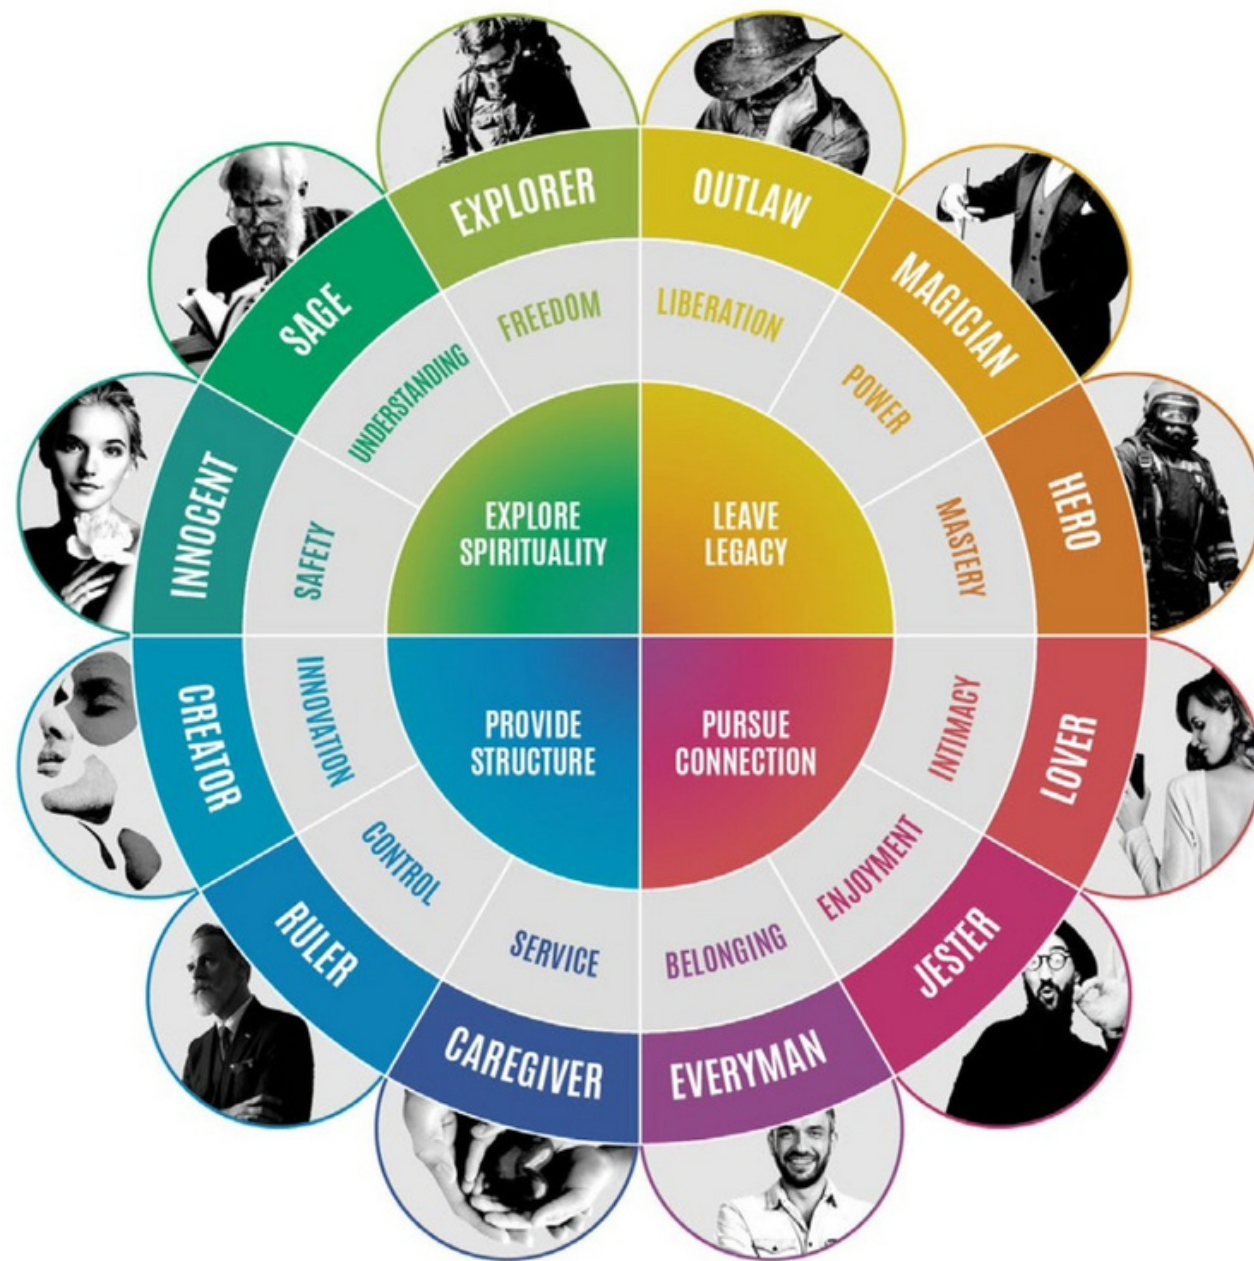 EXPLORER
OUTLAW
MAGICIAN
HERO
LOVER
JESTER
EVERYMAN
CAREGIVER
RULER
CREATOR
INNOCENT
SAGE
FREEDOM
LIBERATION
POWER
MASTERY
INTIMACY
ENJOYMENT
BELONGING
SERVICE
CONTROL
INNOVATION
SAFETY
UNDERSTANDING
EXPLORE
SPIRITUALITY
LEAVE
LEGACY
PROVIDE
STRUCTURE
PURSUE
CONNECTION